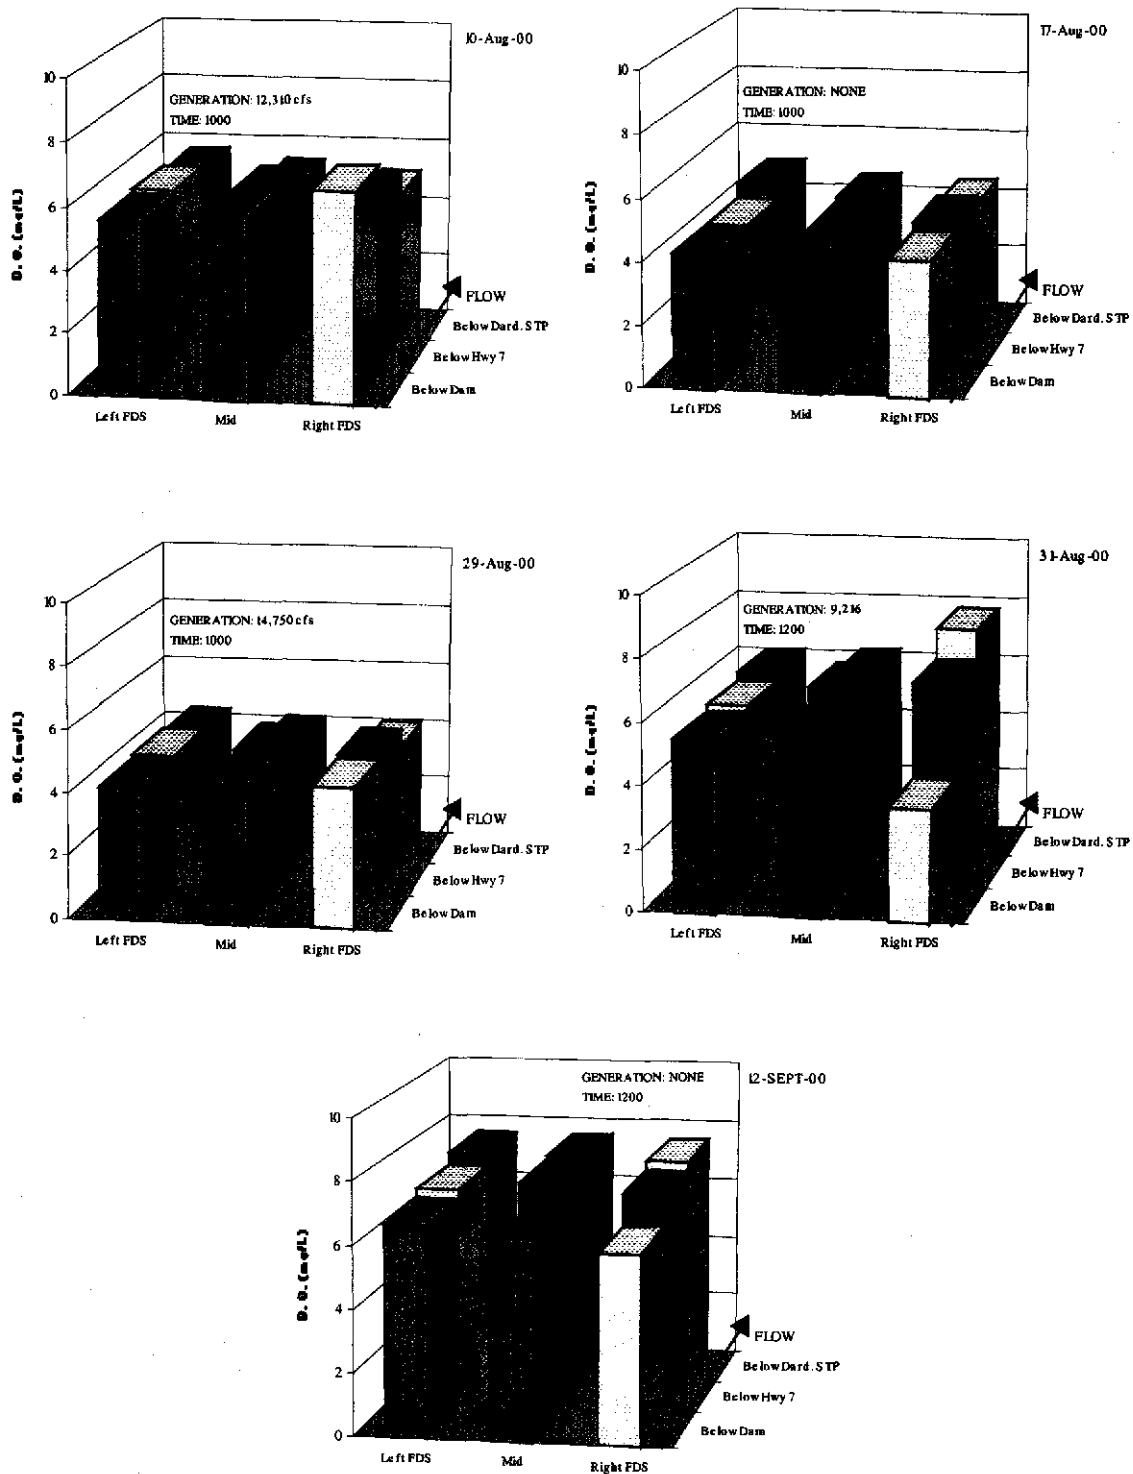 10-Aug-00
GENERATION: 12,310 cfs
TIME: 1000
D. O. (mg/L)
10
8
6
4
2
0
Left FDS
Mid
Right FDS
FLOW
Below Dard. STP
Below Hwy 7
Below Dam
17-Aug-00
GENERATION: NONE
TIME: 1000
D. O. (mg/L)
10
8
6
4
2
0
Left FDS
Mid
Right FDS
FLOW
Below Dard. STP
Below Hwy 7
Below Dam
29-Aug-00
GENERATION: 14,750 cfs
TIME: 1000
D. O. (mg/L)
10
8
6
4
2
0
Left FDS
Mid
Right FDS
FLOW
Below Dard. STP
Below Hwy 7
Below Dam
31-Aug-00
GENERATION: 9,216
TIME: 1200
D. O. (mg/L)
10
8
6
4
2
0
Left FDS
Mid
Right FDS
FLOW
Below Dard. STP
Below Hwy 7
Below Dam
12-SEPT-00
GENERATION: NONE
TIME: 1200
D. O. (mg/L)
10
8
6
4
2
0
Left FDS
Mid
Right FDS
FLOW
Below Dard. STP
Below Hwy 7
Below Dam